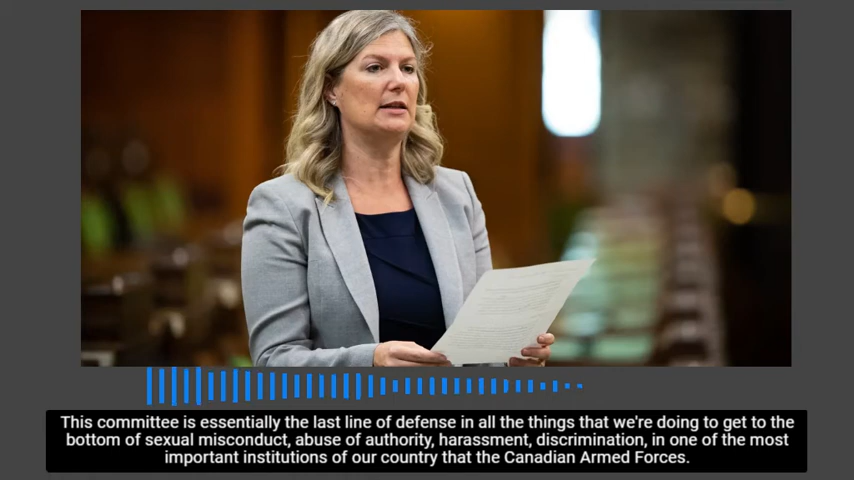 This committee is essentially the last line of defense in all the things that we're doing to get to the
bottom of sexual misconduct, abuse of authority, harassment, discrimination, in one of the most
important institutions of our country that the Canadian Armed Forces.